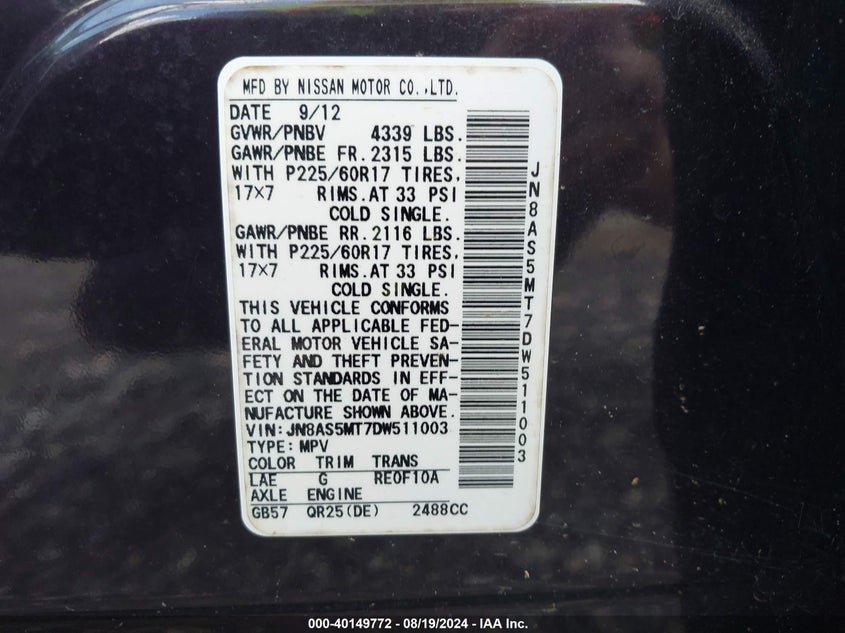 MFD BY NISSAN MOTOR CO.,LTD.
DATE 9/12
GVWR/PNBV 4339 LBS.
GAWR/PNBE FR. 2315 LBS.
WITH P225/60R17 TIRES,
17×7 RIMS.AT 33 PSI
COLD SINGLE.
GAWR/PNBE RR. 2116 LBS.
WITH P225/60R17 TIRES,
17×7 RIMS.AT 33 PSI
COLD SINGLE.
THIS VEHICLE CONFORMS
TO ALL APPLICABLE FED-
ERAL MOTOR VEHICLE SA-
FETY AND THEFT PREVEN-
TION STANDARDS IN EFF-
ECT ON THE DATE OF MA-
NUFACTURE SHOWN ABOVE.
VIN:JN8AS5MT7DW511003
TYPE:MPV
COLOR TRIM TRANS
LAE G RE0F10A
AXLE ENGINE
GB57 QR25(DE) 2488CC
JN8AS5MT7DW511003
000-40149772 - 08/19/2024 - IAA Inc.